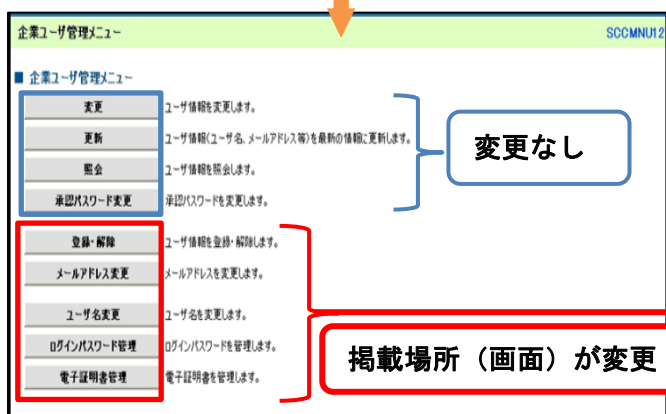 企業ユーザ管理メニュー SCCMNU12
■ 企業ユーザ管理メニュー
変更 ユーザ情報を変更します。
更新 ユーザ情報(ユーザ名、メールアドレス等)を最新の情報に更新します。
照会 ユーザ情報を照会します。
承認パスワード変更 承認パスワードを変更します。
変更なし
登録・解除 ユーザ情報を登録・解除します。
メールアドレス変更 メールアドレスを変更します。
ユーザ名変更 ユーザ名を変更します。
ログインパスワード管理 ログインパスワードを管理します。
電子証明書管理 電子証明書を管理します。
掲載場所（画面）が変更